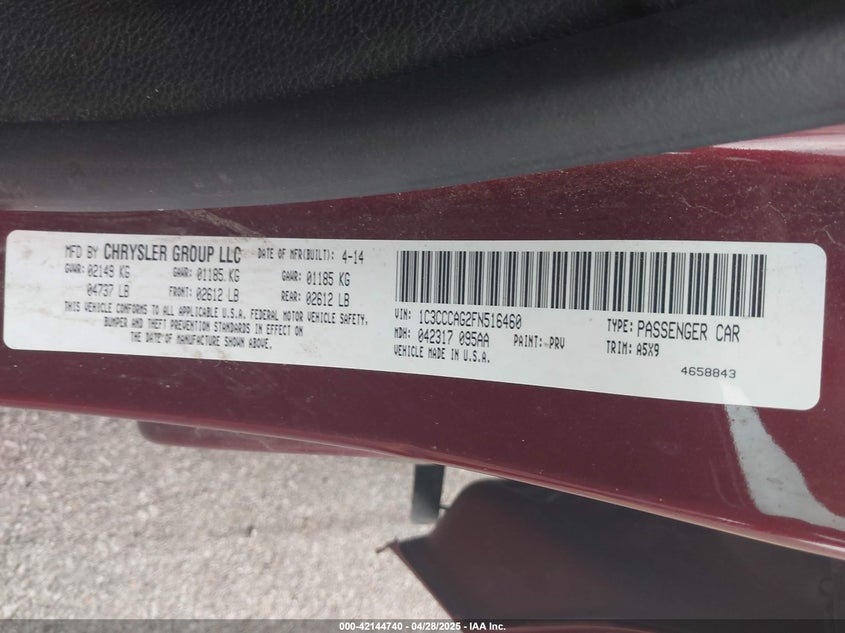 MFD BY CHRYSLER GROUP LLC DATE OF MFR(BUILT): 4-14
GVWR: 02149 KG GAWR: 01185 KG GAWR: 01185 KG
04737 LB FRONT: 02612 LB REAR: 02612 LB
THIS VEHICLE CONFORMS TO ALL APPLICABLE U.S.A. FEDERAL MOTOR VEHICLE SAFETY,
BUMPER AND THEFT PREVENTION STANDARDS IN EFFECT ON
THE DATE OF MANUFACTURE SHOWN ABOVE.
VIN: 1C3CCCAG2FN516460 TYPE: PASSENGER CAR
MDH: 042317 095AA PAINT: PRV TRIM: A5X9
VEHICLE MADE IN U.S.A.
4658843
000-42144740 - 04/28/2025 - IAA Inc.